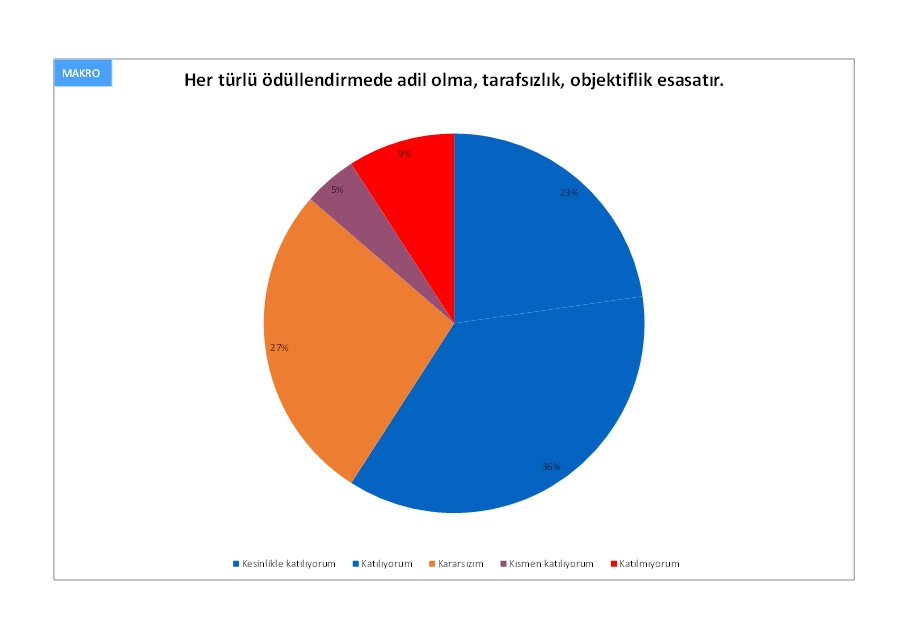 MAKRO
Her türlü ödüllendirmede adil olma, tarafsızlık, objektiflik esasatır.
9%
23%
5%
27%
36%
Kesinlikle katılıyorum Katılıyorum Kararsızım Kısmen katılıyorum Katılmıyorum